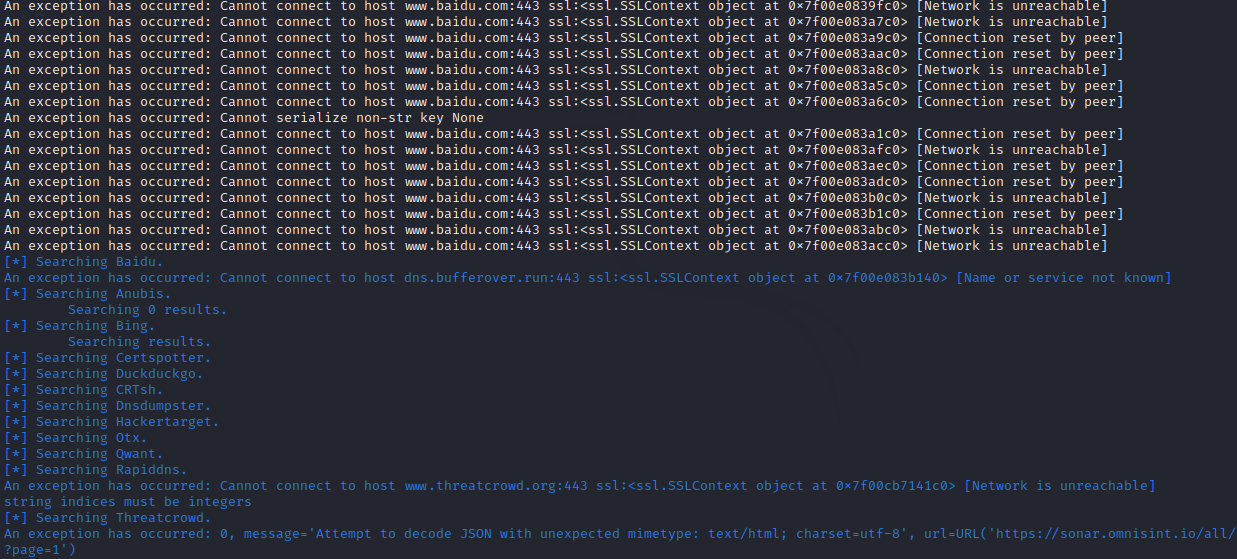 An exception has occurred: Cannot connect to host www.baidu.com:443 ssl:<ssl.SSLContext object at 0×7f00e0839fc0> [Network is unreachable]
An exception has occurred: Cannot connect to host www.baidu.com:443 ssl:<ssl.SSLContext object at 0×7f00e083a7c0> [Network is unreachable]
An exception has occurred: Cannot connect to host www.baidu.com:443 ssl:<ssl.SSLContext object at 0×7f00e083a9c0> [Connection reset by peer]
An exception has occurred: Cannot connect to host www.baidu.com:443 ssl:<ssl.SSLContext object at 0×7f00e083aac0> [Connection reset by peer]
An exception has occurred: Cannot connect to host www.baidu.com:443 ssl:<ssl.SSLContext object at 0×7f00e083a8c0> [Network is unreachable]
An exception has occurred: Cannot connect to host www.baidu.com:443 ssl:<ssl.SSLContext object at 0×7f00e083a5c0> [Connection reset by peer]
An exception has occurred: Cannot connect to host www.baidu.com:443 ssl:<ssl.SSLContext object at 0×7f00e083a6c0> [Connection reset by peer]
An exception has occurred: Cannot serialize non-str key None
An exception has occurred: Cannot connect to host www.baidu.com:443 ssl:<ssl.SSLContext object at 0×7f00e083a1c0> [Connection reset by peer]
An exception has occurred: Cannot connect to host www.baidu.com:443 ssl:<ssl.SSLContext object at 0×7f00e083afc0> [Network is unreachable]
An exception has occurred: Cannot connect to host www.baidu.com:443 ssl:<ssl.SSLContext object at 0×7f00e083aec0> [Connection reset by peer]
An exception has occurred: Cannot connect to host www.baidu.com:443 ssl:<ssl.SSLContext object at 0×7f00e083adc0> [Connection reset by peer]
An exception has occurred: Cannot connect to host www.baidu.com:443 ssl:<ssl.SSLContext object at 0×7f00e083b0c0> [Network is unreachable]
An exception has occurred: Cannot connect to host www.baidu.com:443 ssl:<ssl.SSLContext object at 0×7f00e083b1c0> [Connection reset by peer]
An exception has occurred: Cannot connect to host www.baidu.com:443 ssl:<ssl.SSLContext object at 0×7f00e083abc0> [Network is unreachable]
An exception has occurred: Cannot connect to host www.baidu.com:443 ssl:<ssl.SSLContext object at 0×7f00e083acc0> [Network is unreachable]
[*] Searching Baidu.
An exception has occurred: Cannot connect to host dns.bufferover.run:443 ssl:<ssl.SSLContext object at 0×7f00e083b140> [Name or service not known]
[*] Searching Anubis.
Searching 0 results.
[*] Searching Bing.
Searching results.
[*] Searching Certspotter.
[*] Searching Duckduckgo.
[*] Searching CRTsh.
[*] Searching Dnsdumpster.
[*] Searching Hackertarget.
[*] Searching Otx.
[*] Searching Qwant.
[*] Searching Rapiddns.
An exception has occurred: Cannot connect to host www.threatcrowd.org:443 ssl:<ssl.SSLContext object at 0×7f00cb7141c0> [Network is unreachable]
string indices must be integers
[*] Searching Threatcrowd.
An exception has occurred: 0, message='Attempt to decode JSON with unexpected mimetype: text/html; charset=utf-8', url=URL('https://sonar.omnisint.io/all/
?page=1')